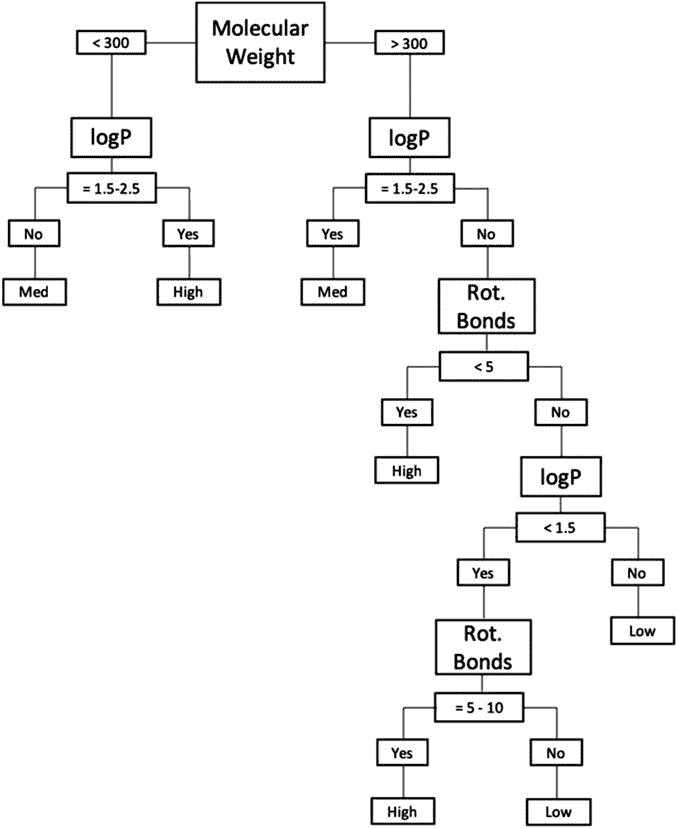 Molecular
Weight
< 300
> 300
logP
logP
= 1.5-2.5
= 1.5-2.5
No
Yes
Yes
No
Med
High
Med
Rot.
Bonds
< 5
Yes
No
High
logP
< 1.5
Yes
No
Rot.
Bonds
Low
= 5 - 10
Yes
No
High
Low